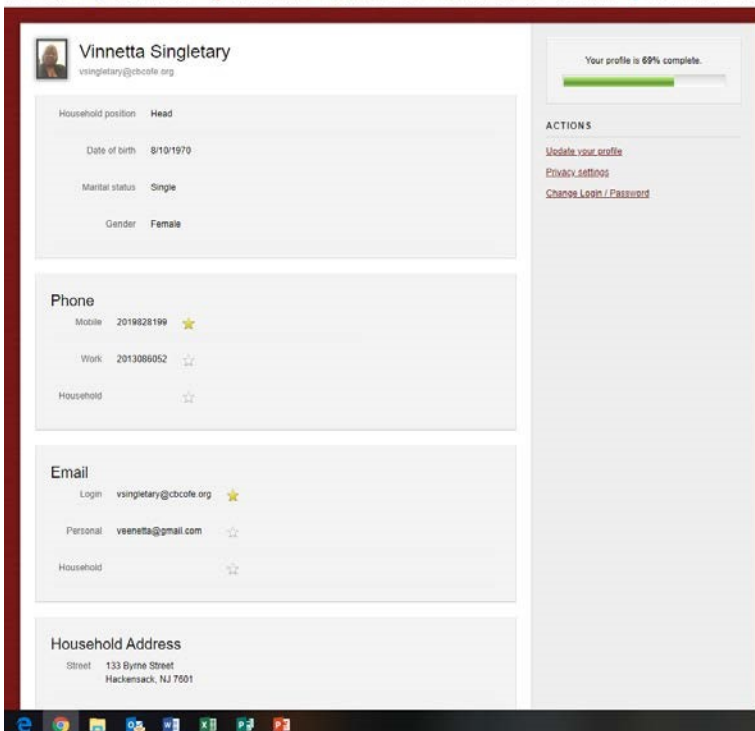 Vinnetta Singletary
vsingletary@cbcofe.org
Household position Head
Date of birth 8/10/1970
Marital status Single
Gender Female
Phone
Mobile 2019828199
Work 2013086052
Household
Email
Login vsingletary@cbcofe.org
Personal veenetta@gmail.com
Household
Household Address
Street 133 Byrne Street
Hackensack, NJ 7601
Your profile is 69% complete.
ACTIONS
Update your profile
Privacy settings
Change Login / Password